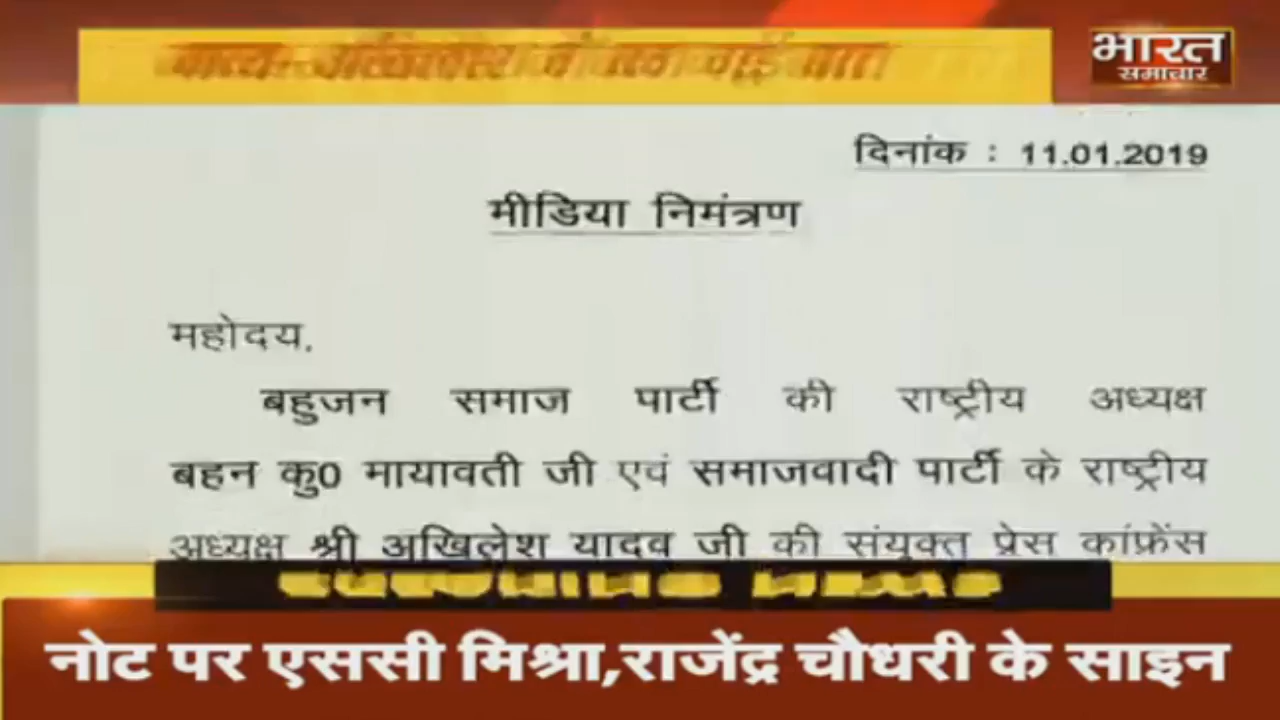 भारत
समाचार
दिनांक : 11.01.2019
मीडिया निमंत्रण
महोदय,
बहुजन समाज पार्टी की राष्ट्रीय अध्यक्ष
बहन कु0 मायावती जी एवं समाजवादी पार्टी के राष्ट्रीय
अध्यक्ष श्री अखिलेश यादव जी की संयुक्त प्रेस कांफ्रेंस
नोट पर एससी मिश्रा,राजेंद्र चौधरी के साइन